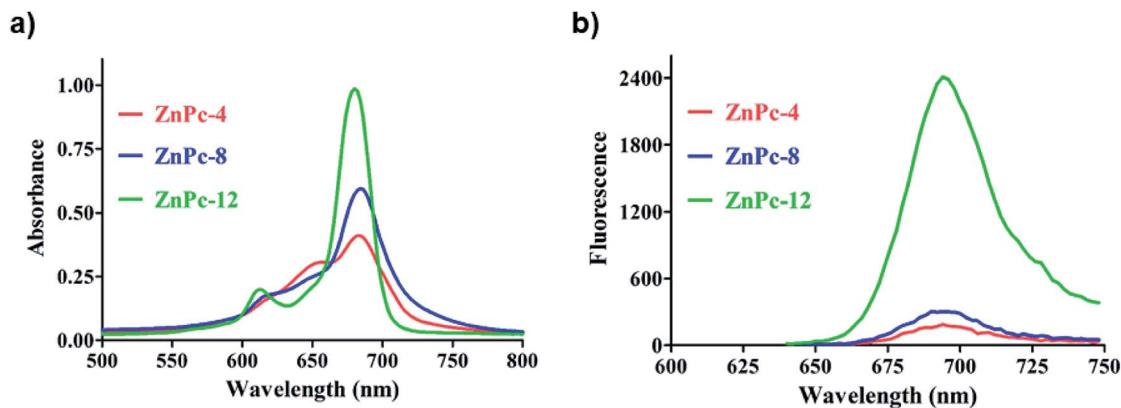 a)
Absorbance
1.00
0.75
0.50
0.25
0.00
ZnPc-4
ZnPc-8
ZnPc-12
500 550 600 650 700 750 800
Wavelength (nm)
b)
Fluorescence
2400
1800
1200
600
0
ZnPc-4
ZnPc-8
ZnPc-12
600 625 650 675 700 725 750
Wavelength (nm)